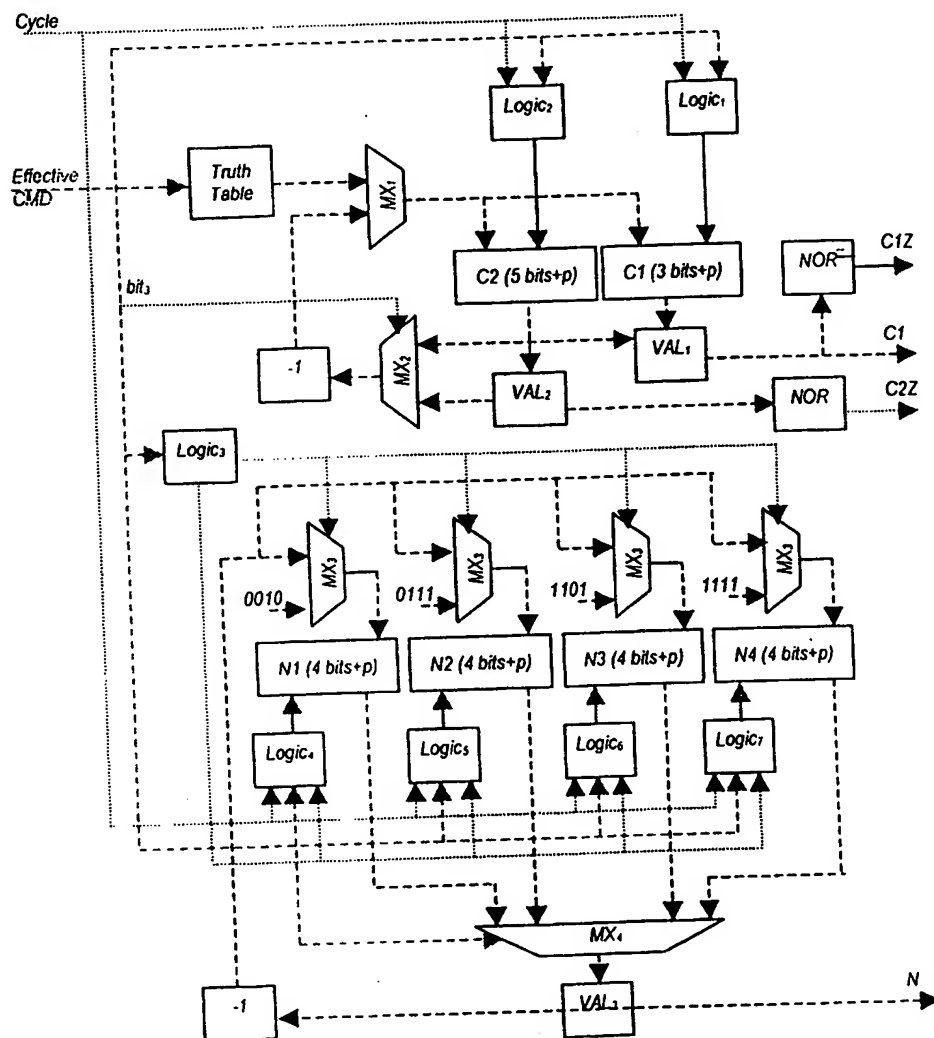 Cycle
Logic₂
Logic₁
Effective
CMD
Truth
Table
MX₁
C2 (5 bits+p)
C1 (3 bits+p)
NOR
C1Z
bit₃
-1
MX₂
VAL₂
VAL₁
C1
NOR
C2Z
Logic₃
MX₃
MX₃
MX₃
MX₃
0010
0111
1101
1111
N1 (4 bits+p)
N2 (4 bits+p)
N3 (4 bits+p)
N4 (4 bits+p)
Logic₄
Logic₅
Logic₆
Logic₇
MX₄
-1
VAL₃
N